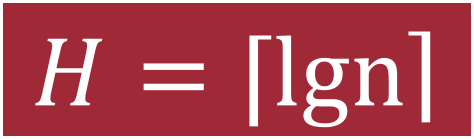 H = ⌈lgn⌉